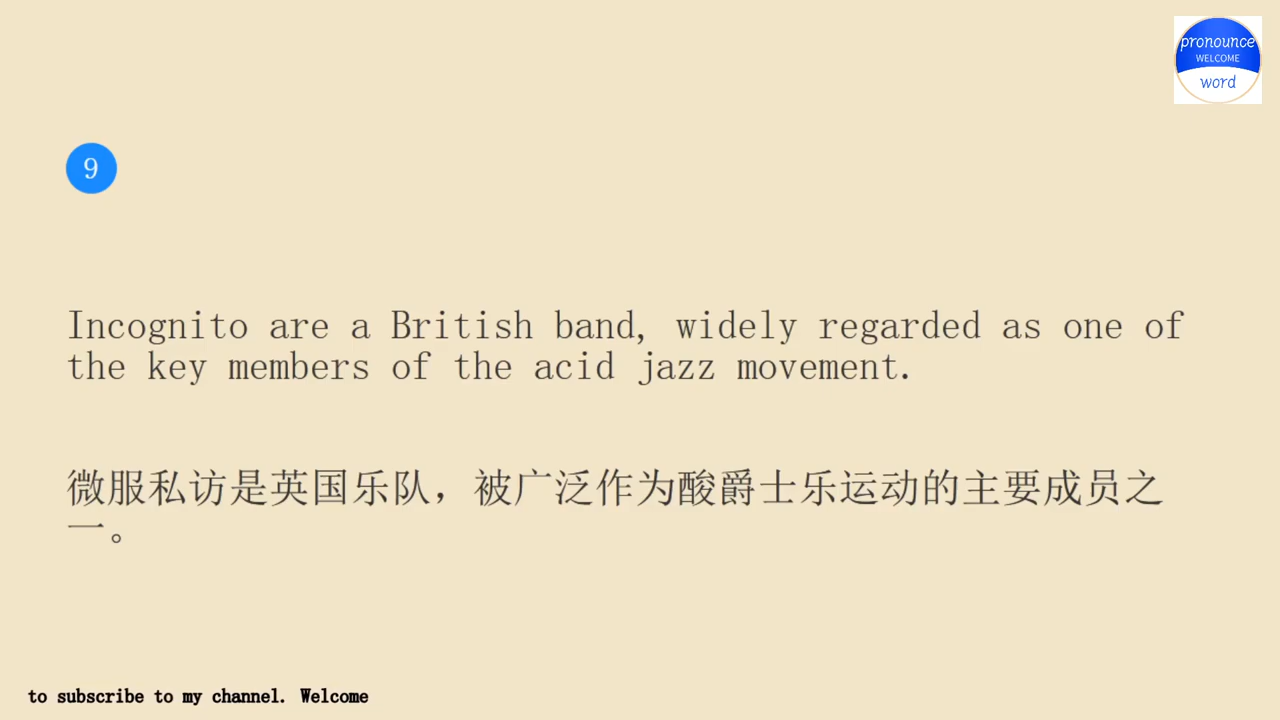 pronounce
WELCOME
word
9
Incognito are a British band, widely regarded as one of
the key members of the acid jazz movement.
微服私访是英国乐队，被广泛作为酸爵士乐运动的主要成员之
一。
to subscribe to my channel. Welcome